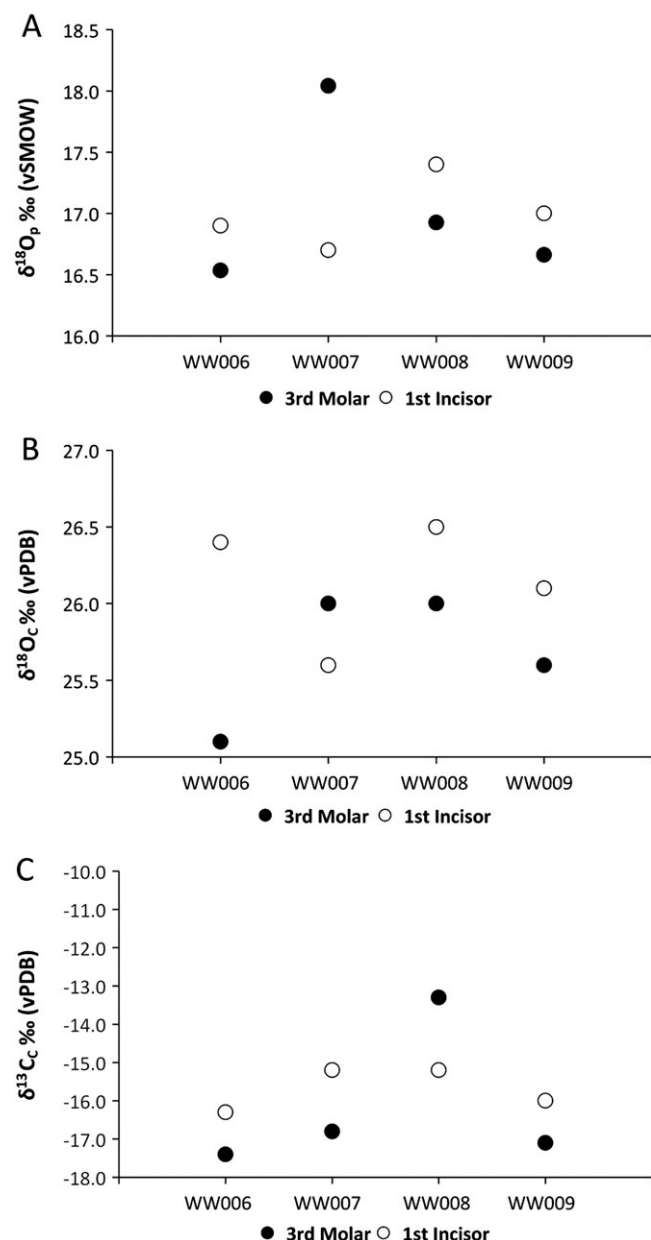 A
δ¹⁸Oₚ ‰ (vSMOW)
18.5
18.0
17.5
17.0
16.5
16.0
WW006 WW007 WW008 WW009
● 3rd Molar ○ 1st Incisor
B
δ¹⁸O_C ‰ (vPDB)
27.0
26.5
26.0
25.5
25.0
WW006 WW007 WW008 WW009
● 3rd Molar ○ 1st Incisor
C
δ¹³C_C ‰ (vPDB)
-10.0
-11.0
-12.0
-13.0
-14.0
-15.0
-16.0
-17.0
-18.0
WW006 WW007 WW008 WW009
● 3rd Molar ○ 1st Incisor